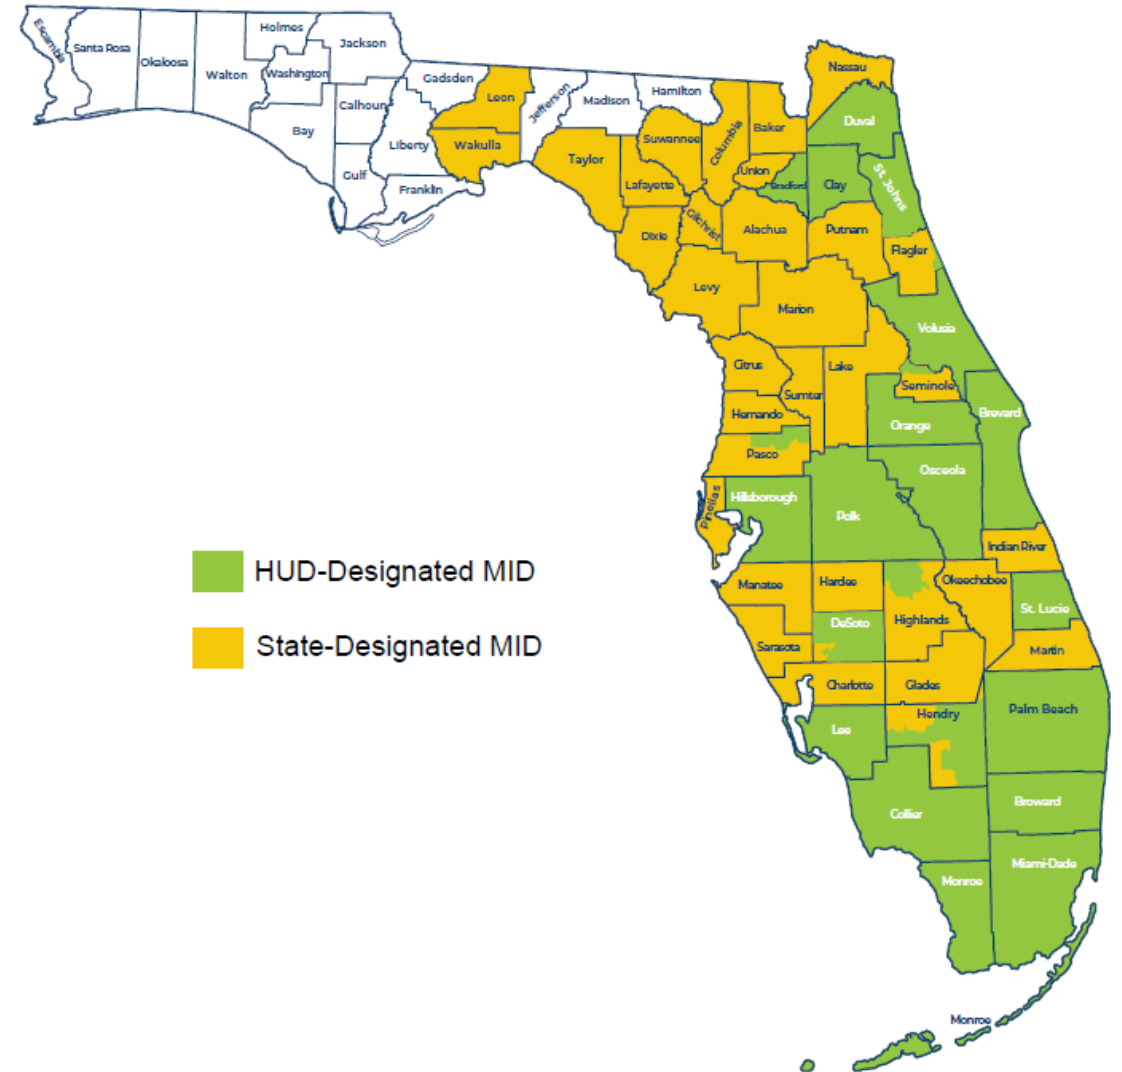 Escambia
Santa Rosa
Okaloosa
Walton
Holmes
Washington
Jackson
Bay
Calhoun
Gulf
Liberty
Gadsden
Franklin
Leon
Wakulla
Jefferson
Madison
Hamilton
Taylor
Suwannee
Lafayette
Columbia
Baker
Union
Bradford
Nassau
Duval
Clay
St. Johns
Dixie
Gilchrist
Alachua
Putnam
Flagler
Levy
Marion
Volusia
Citrus
Sumter
Lake
Seminole
Hernando
Orange
Brevard
Pasco
Osceola
Pinellas
Hillsborough
Polk
Indian River
HUD-Designated MID
Manatee
Hardee
Okeechobee
Highlands
St. Lucie
DeSoto
State-Designated MID
Sarasota
Martin
Charlotte
Glades
Lee
Hendry
Palm Beach
Collier
Broward
Monroe
Miami-Dade
Monroe